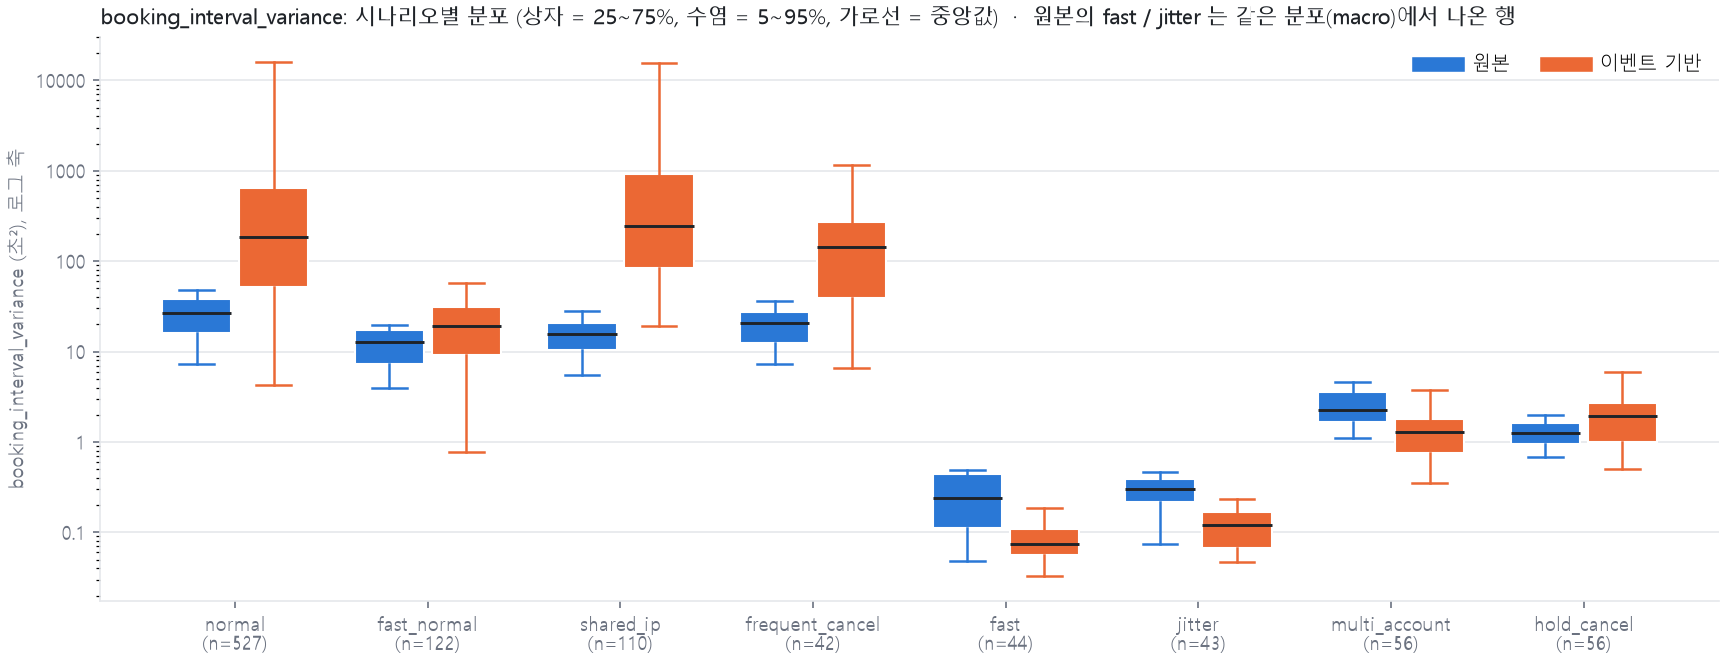 booking_interval_variance: 시나리오별 분포 (상자 = 25~75%, 수염 = 5~95%, 가로선 = 중앙값) · 원본의 fast / jitter 는 같은 분포(macro)에서 나온 행
원본
이벤트 기반
booking_interval_variance (초²), 로그 축
10000
1000
100
10
1
0.1
normal
(n=527)
fast_normal
(n=122)
shared_ip
(n=110)
frequent_cancel
(n=42)
fast
(n=44)
jitter
(n=43)
multi_account
(n=56)
hold_cancel
(n=56)